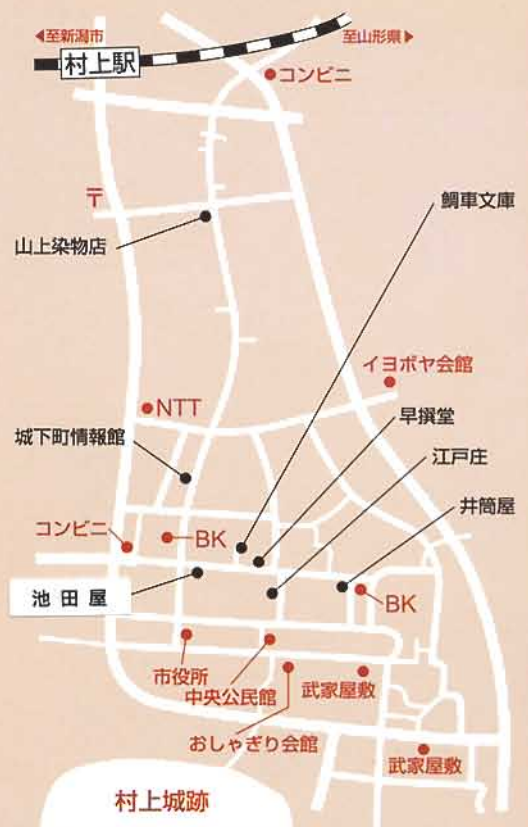 ◀至新潟市
至山形県▶
村上駅
コンビニ
〒
鯛車文庫
山上染物店
イヨボヤ会館
NTT
早撰堂
城下町情報館
江戸庄
井筒屋
コンビニ
BK
池田屋
BK
市役所
中央公民館
武家屋敷
おしゃぎり会館
武家屋敷
村上城跡